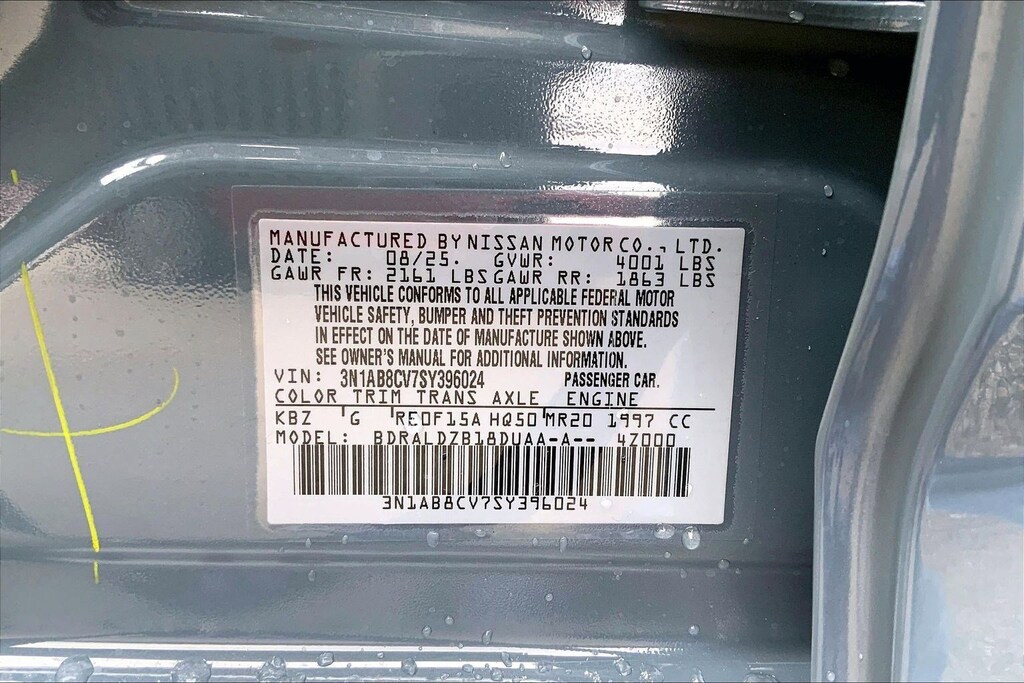 MANUFACTURED BY NISSAN MOTOR CO., LTD.
DATE: 08/25. GVWR: 4001 LBS
GAWR FR: 2161 LBS GAWR RR: 1863 LBS
THIS VEHICLE CONFORMS TO ALL APPLICABLE FEDERAL MOTOR
VEHICLE SAFETY, BUMPER AND THEFT PREVENTION STANDARDS
IN EFFECT ON THE DATE OF MANUFACTURE SHOWN ABOVE.
SEE OWNER'S MANUAL FOR ADDITIONAL INFORMATION.
VIN: 3N1AB8CV7SY396024 PASSENGER CAR.
COLOR TRIM TRANS AXLE ENGINE
KBZ G RE0F15A HQ50 MR20 1997 CC
MODEL: BDRALDZB18DUAA-A-- 47000
3N1AB8CV7SY396024